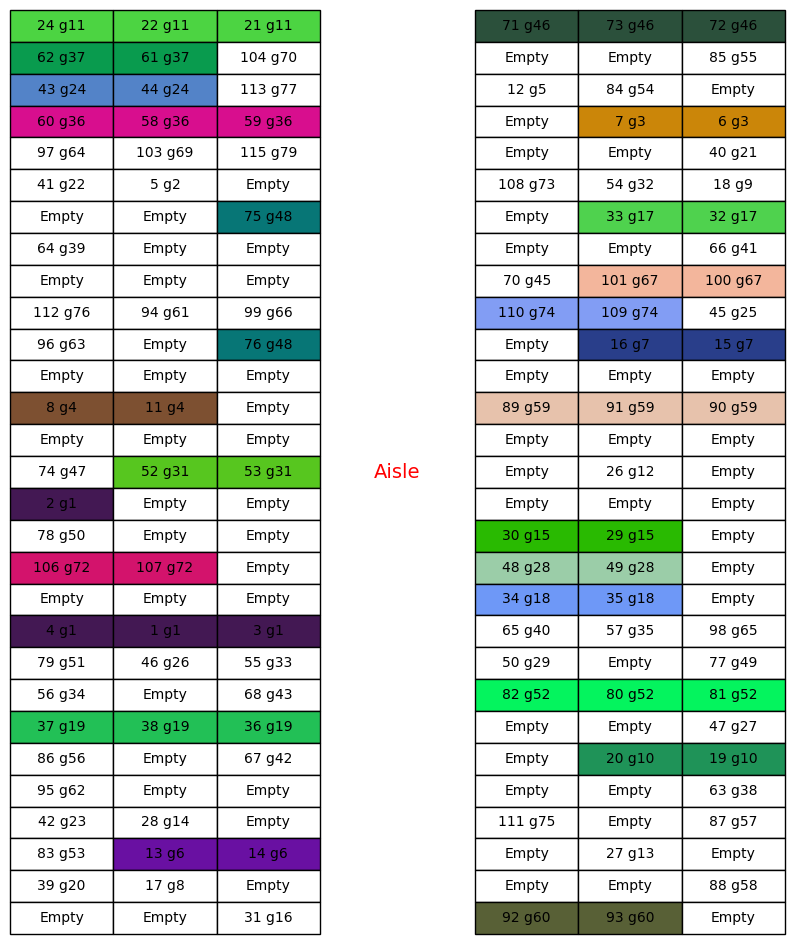 24 g11 22 g11 21 g11 71 g46 73 g46 72 g46
62 g37 61 g37 104 g70 Empty Empty 85 g55
43 g24 44 g24 113 g77 12 g5 84 g54 Empty
60 g36 58 g36 59 g36 Empty 7 g3 6 g3
97 g64 103 g69 115 g79 Empty Empty 40 g21
41 g22 5 g2 Empty 108 g73 54 g32 18 g9
Empty Empty 75 g48 Empty 33 g17 32 g17
64 g39 Empty Empty Empty Empty 66 g41
Empty Empty Empty 70 g45 101 g67 100 g67
112 g76 94 g61 99 g66 110 g74 109 g74 45 g25
96 g63 Empty 76 g48 Empty 16 g7 15 g7
Empty Empty Empty Empty Empty Empty
8 g4 11 g4 Empty 89 g59 91 g59 90 g59
Empty Empty Empty Empty Empty Empty
74 g47 52 g31 53 g31 Aisle Empty 26 g12 Empty
2 g1 Empty Empty Empty Empty Empty
78 g50 Empty Empty 30 g15 29 g15 Empty
106 g72 107 g72 Empty 48 g28 49 g28 Empty
Empty Empty Empty 34 g18 35 g18 Empty
4 g1 1 g1 3 g1 65 g40 57 g35 98 g65
79 g51 46 g26 55 g33 50 g29 Empty 77 g49
56 g34 Empty 68 g43 82 g52 80 g52 81 g52
37 g19 38 g19 36 g19 Empty Empty 47 g27
86 g56 Empty 67 g42 Empty 20 g10 19 g10
95 g62 Empty Empty Empty Empty 63 g38
42 g23 28 g14 Empty 111 g75 Empty 87 g57
83 g53 13 g6 14 g6 Empty 27 g13 Empty
39 g20 17 g8 Empty Empty Empty 88 g58
Empty Empty 31 g16 92 g60 93 g60 Empty